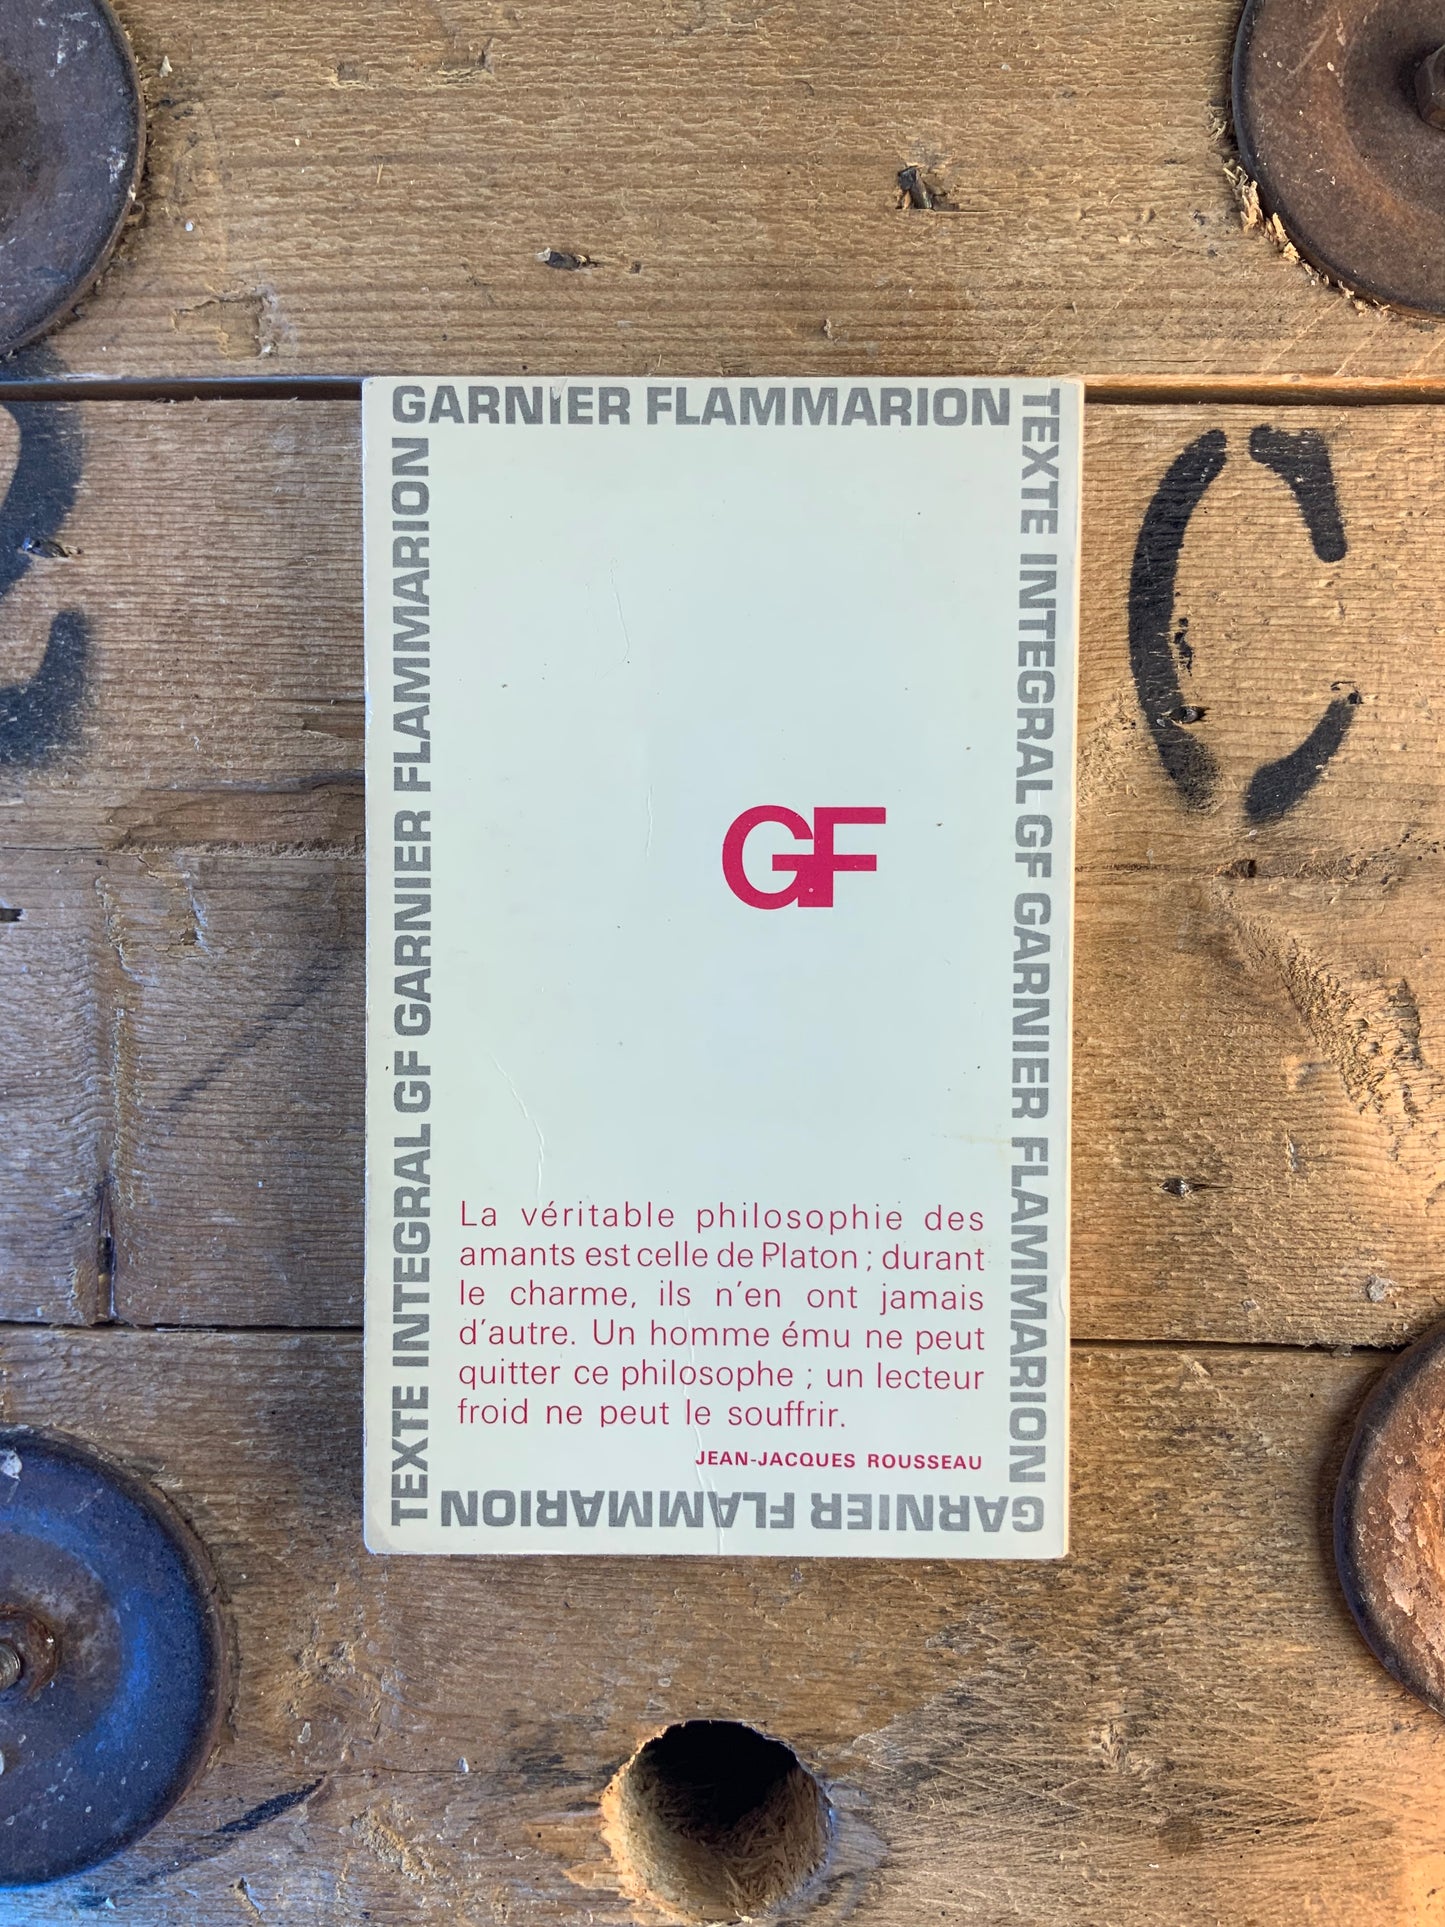 GARNIER FLAMMARION
TEXTE INTEGRAL GF GARNIER FLAMMARION
GARNIER FLAMMARION
TEXTE INTEGRAL GF GARNIER FLAMMARION
GF
La véritable philosophie des
amants est celle de Platon ; durant
le charme, ils n'en ont jamais
d'autre. Un homme ému ne peut
quitter ce philosophe ; un lecteur
froid ne peut le souffrir.
JEAN-JACQUES ROUSSEAU
C